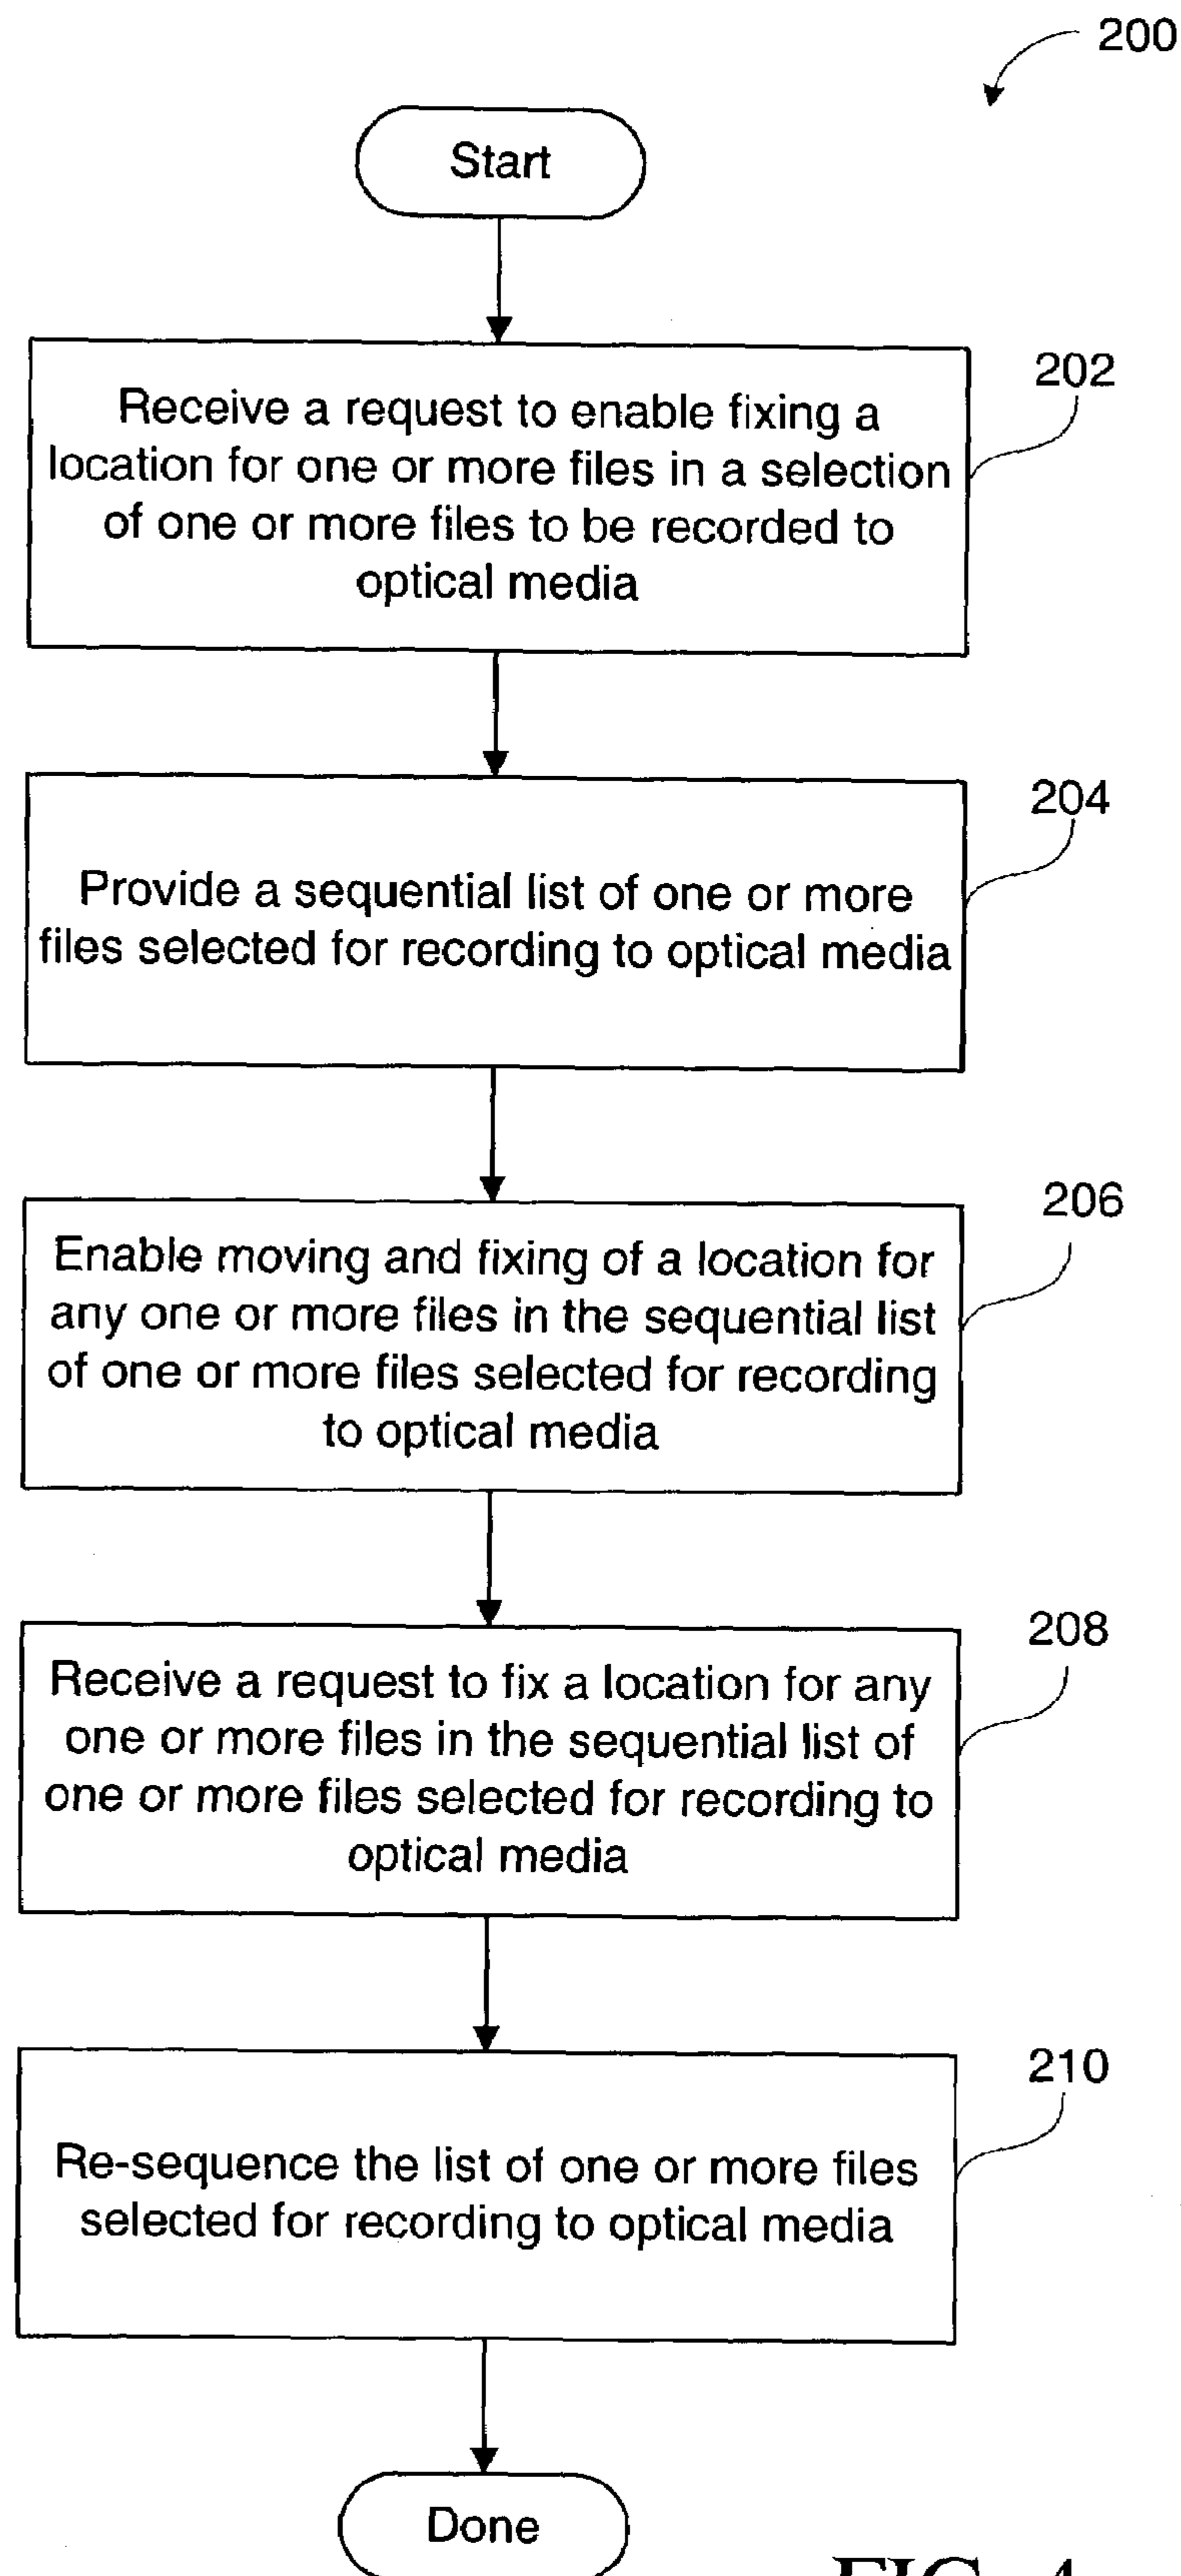 200
Start
202
Receive a request to enable fixing a
location for one or more files in a selection
of one or more files to be recorded to
optical media
204
Provide a sequential list of one or more
files selected for recording to optical media
206
Enable moving and fixing of a location for
any one or more files in the sequential list
of one or more files selected for recording
to optical media
208
Receive a request to fix a location for any
one or more files in the sequential list of
one or more files selected for recording to
optical media
210
Re-sequence the list of one or more files
selected for recording to optical media
Done